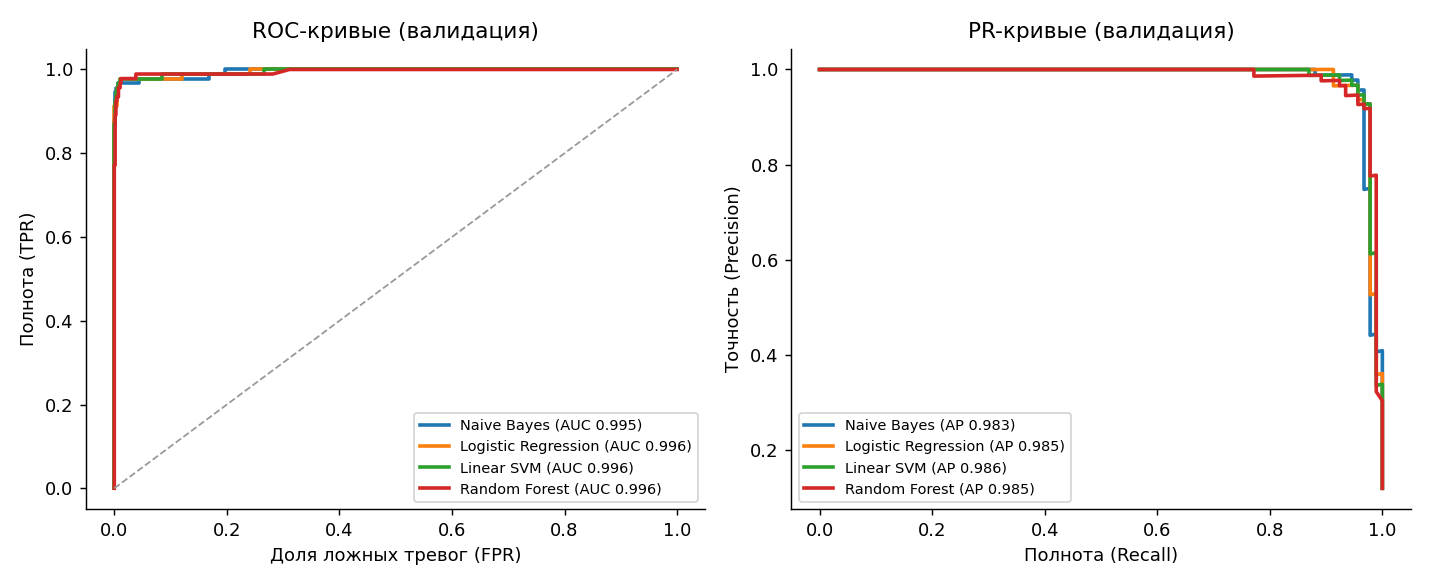 ROC-кривые (валидация)
Полнота (TPR)
1.0
0.8
0.6
0.4
0.2
0.0
0.0 0.2 0.4 0.6 0.8 1.0
Доля ложных тревог (FPR)
Naive Bayes (AUC 0.995)
Logistic Regression (AUC 0.996)
Linear SVM (AUC 0.996)
Random Forest (AUC 0.996)
PR-кривые (валидация)
Точность (Precision)
1.0
0.8
0.6
0.4
0.2
0.0 0.2 0.4 0.6 0.8 1.0
Полнота (Recall)
Naive Bayes (AP 0.983)
Logistic Regression (AP 0.985)
Linear SVM (AP 0.986)
Random Forest (AP 0.985)